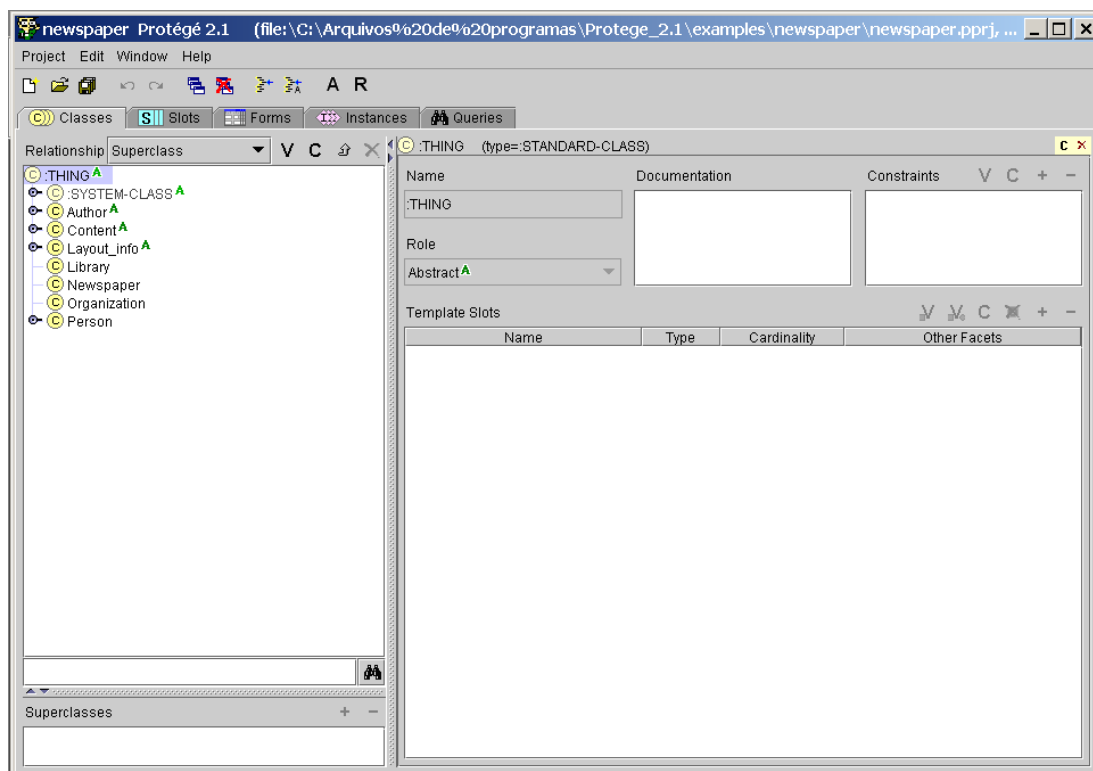 newspaper Protégé 2.1 (file:\C:\Arquivos%20de%20programas\Protege_2.1\examples\newspaper\newspaper.pprj, ...
Project Edit Window Help
A R
C Classes S Slots Forms I Instances Queries
Relationship Superclass V C
C :THING A
C :SYSTEM-CLASS A
C Author A
C Content A
C Layout_info A
C Library
C Newspaper
C Organization
C Person
Superclasses + -
C :THING (type=:STANDARD-CLASS) C ×
Name Documentation Constraints V C + -
:THING
Role
Abstract A
Template Slots V V C + -
Name Type Cardinality Other Facets